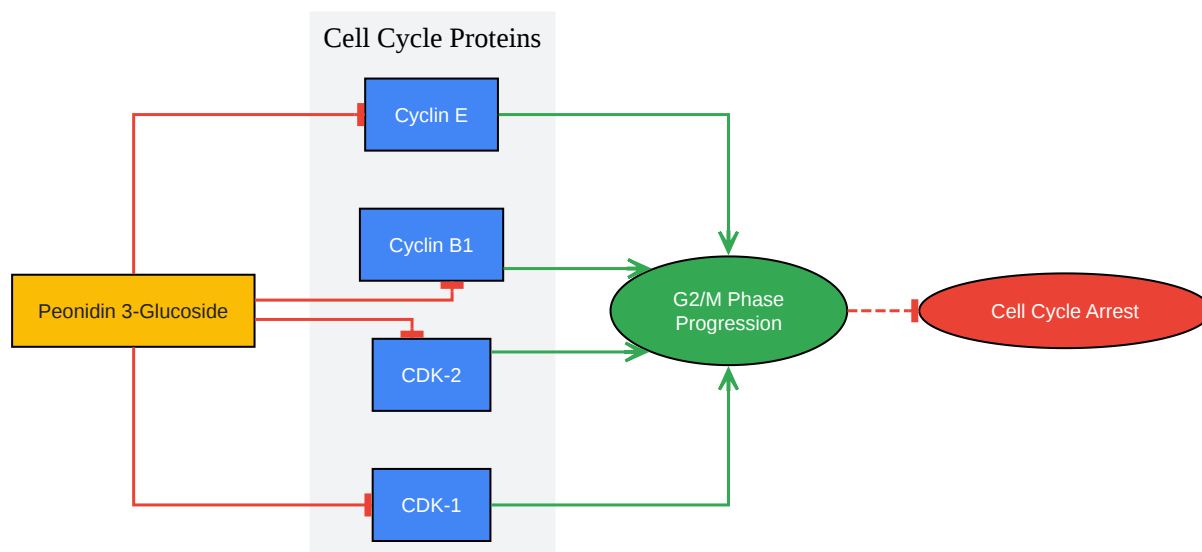 Cell Cycle Proteins
Cyclin E
Cyclin B1
Peonidin 3-Glucoside
G2/M Phase
Progression
Cell Cycle Arrest
CDK-2
CDK-1